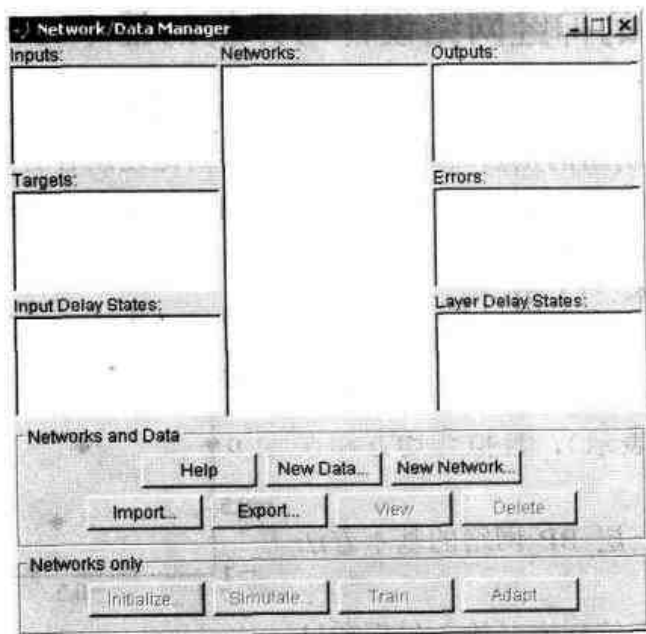 Network/Data Manager
Inputs: Networks: Outputs:
Targets: Errors:
Input Delay States: Layer Delay States:
Networks and Data
Help New Data... New Network...
Import... Export... View Delete
Networks only
Initialize... Simulate... Train Adapt